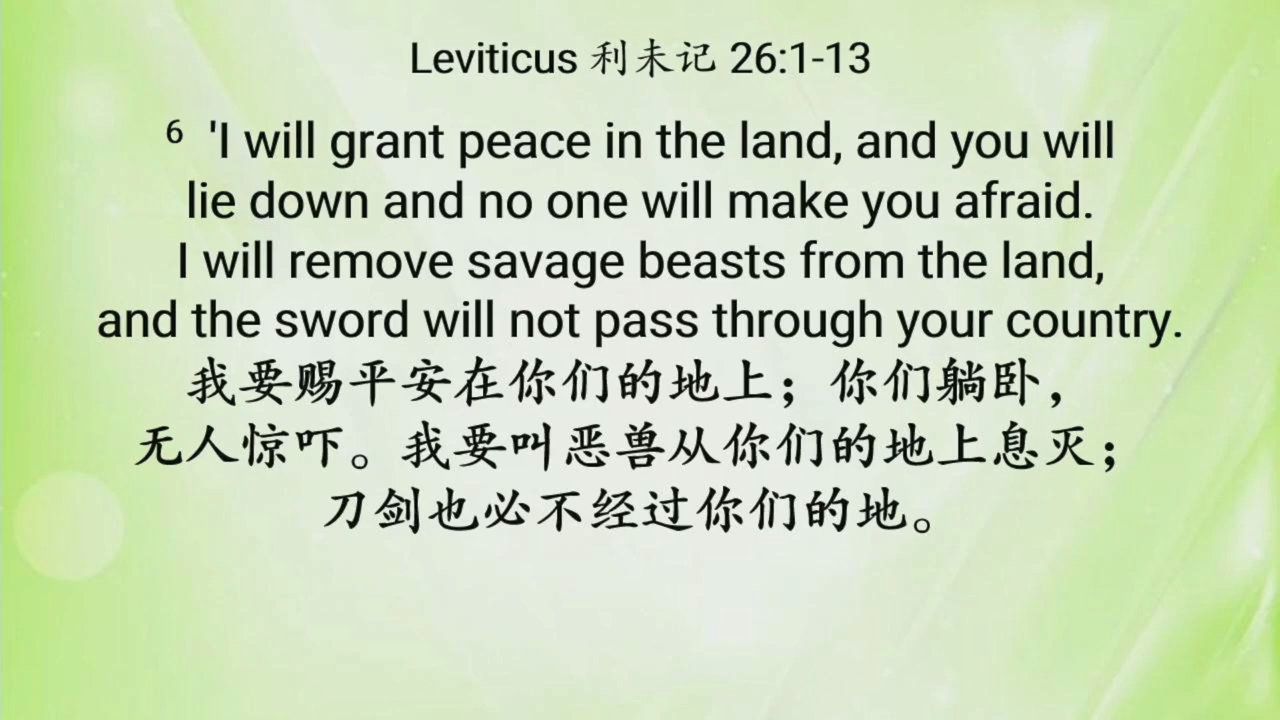 Leviticus 利未记 26:1-13
6 'I will grant peace in the land, and you will
lie down and no one will make you afraid.
I will remove savage beasts from the land,
and the sword will not pass through your country.
我要赐平安在你们的地上；你们躺卧，
无人惊吓。我要叫恶兽从你们的地上息灭；
刀剑也必不经过你们的地。